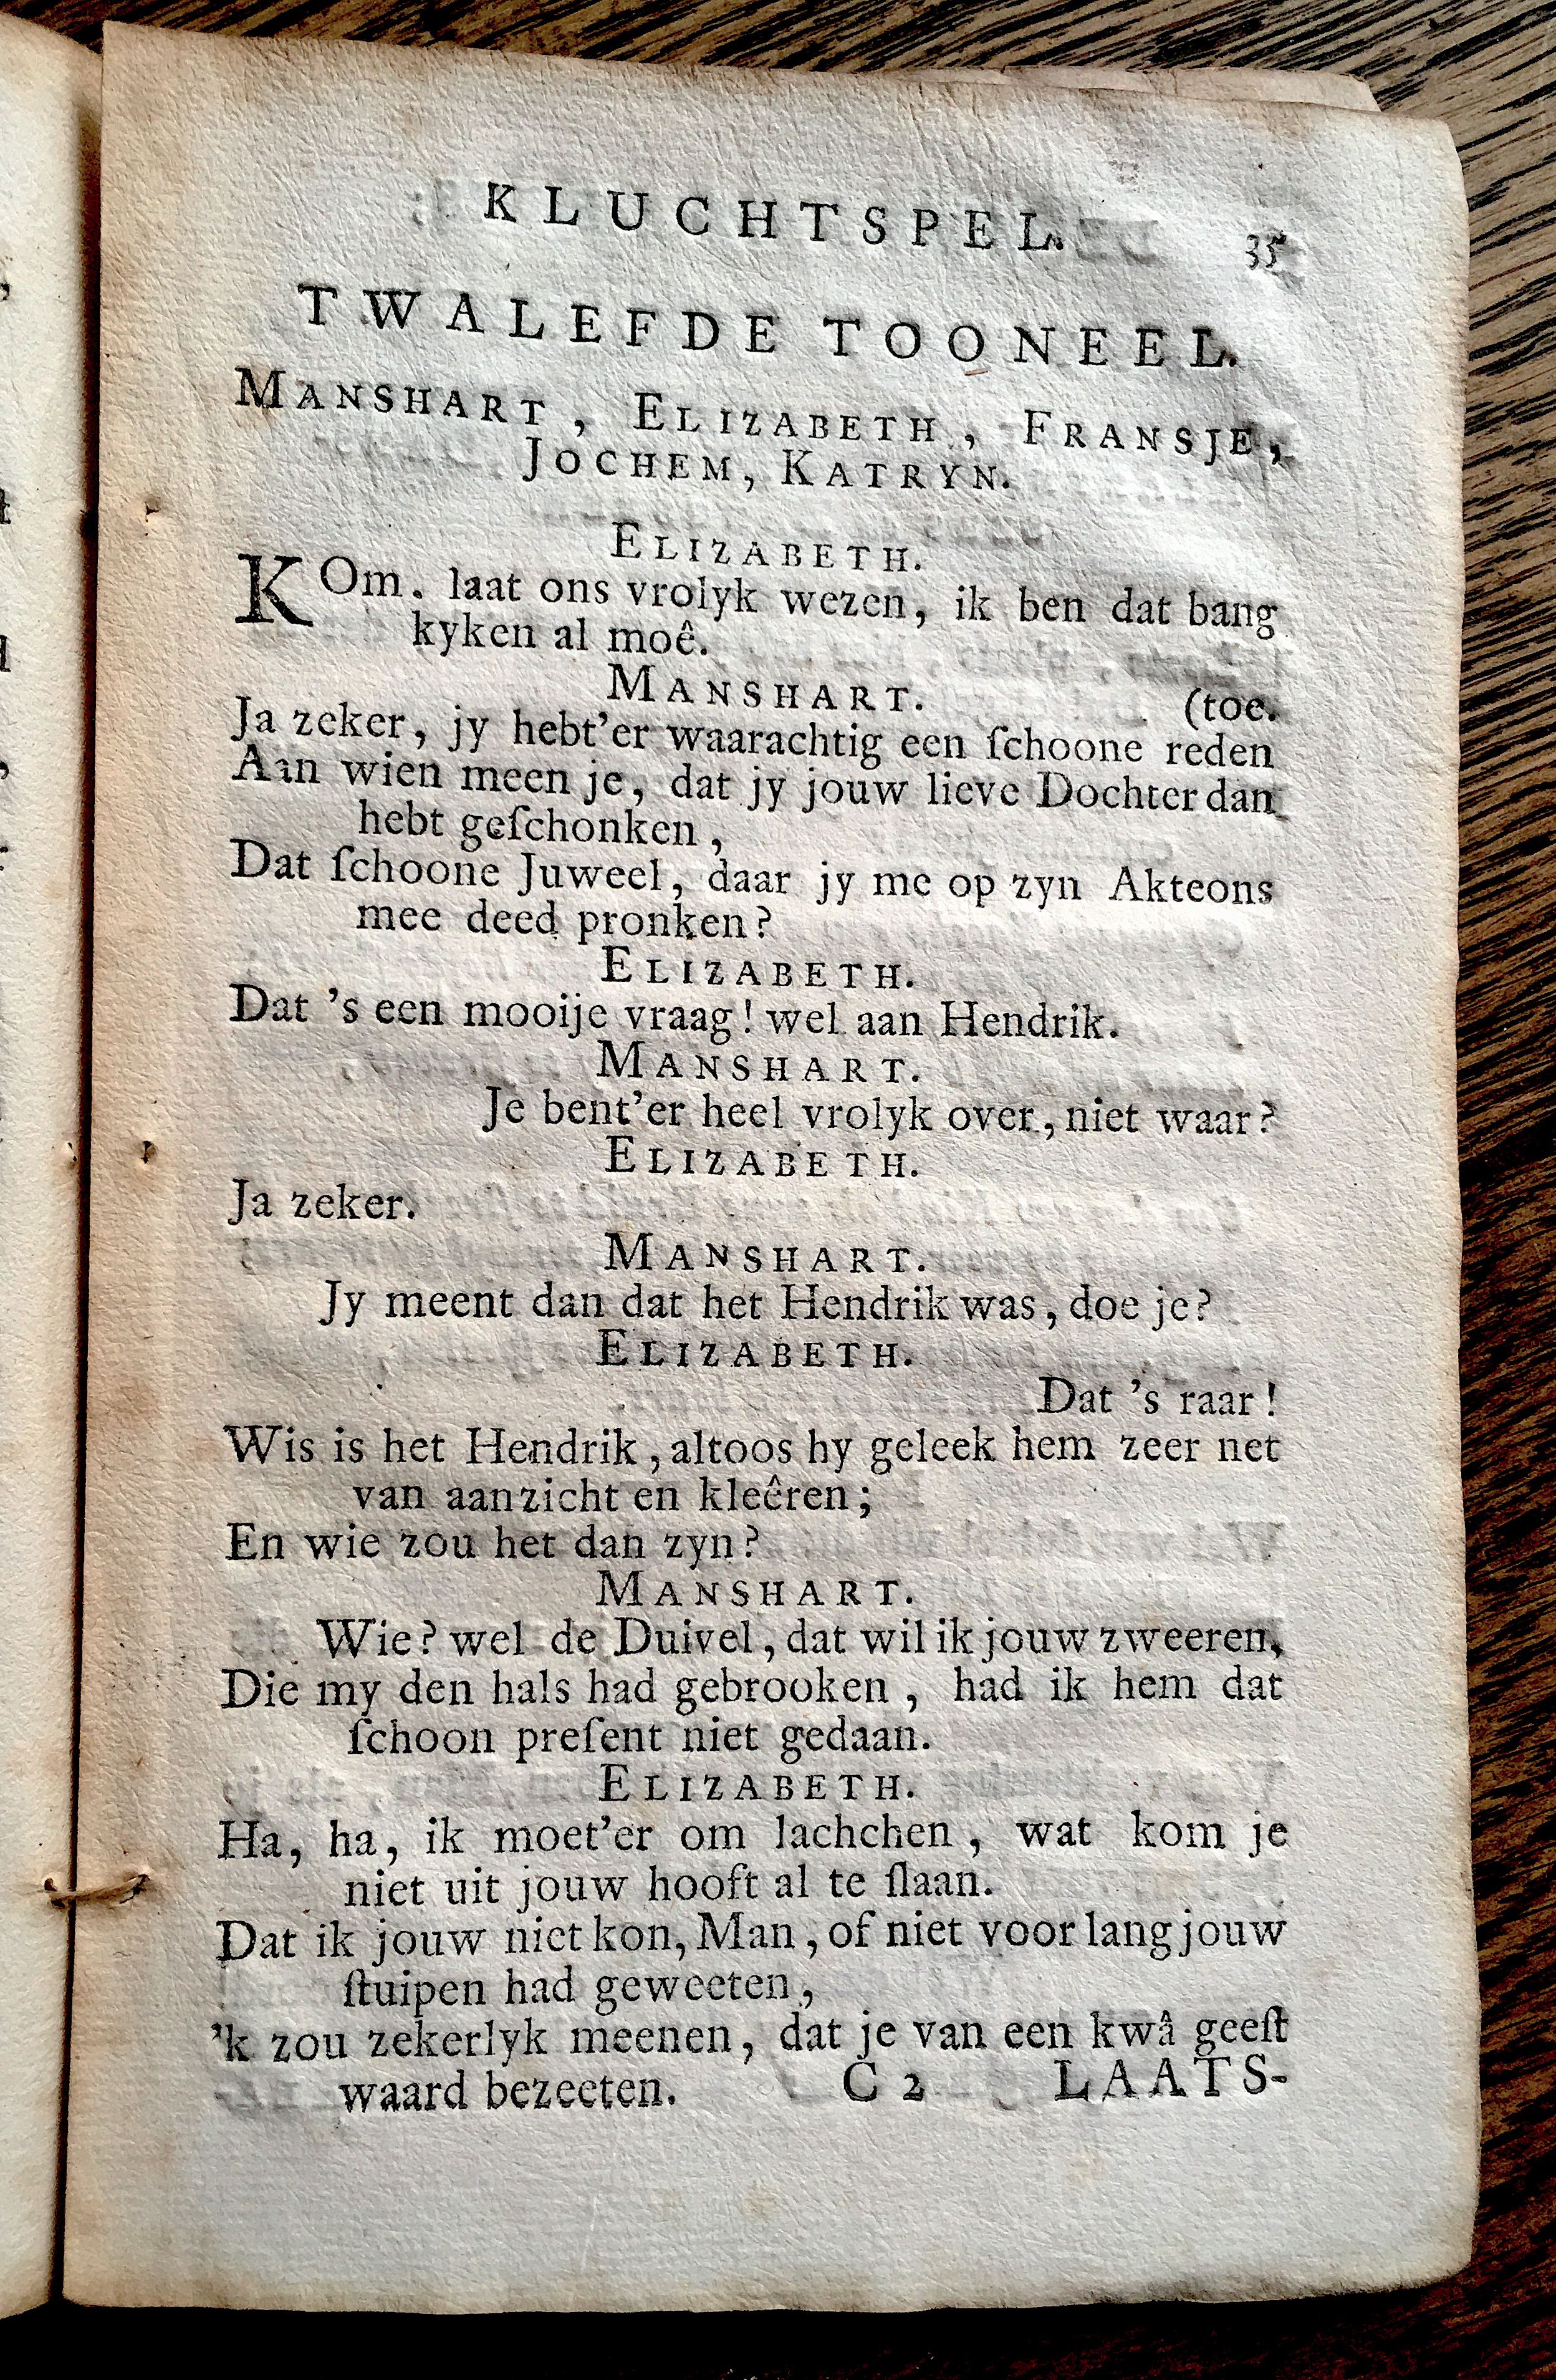 KLUCHTSPEL. 35
TWALEFDE TOONEEL.
MANSHART, ELIZABETH, FRANSJE,
JOCHEM, KATRYN.
ELIZABETH.
KOm. laat ons vrolyk wezen, ik ben dat bang
kyken al moê.
MANSHART. (toe.
Ja zeker, jy hebt'er waarachtig een ſchoone reden
Aan wien meen je, dat jy jouw lieve Dochter dan
hebt geſchonken,
Dat ſchoone Juweel, daar jy me op zyn Akteons
mee deed pronken?
ELIZABETH.
Dat 's een mooije vraag! wel aan Hendrik.
MANSHART.
Je bent'er heel vrolyk over, niet waar?
ELIZABETH.
Ja zeker.
MANSHART.
Jy meent dan dat het Hendrik was, doe je?
ELIZABETH.
Dat 's raar!
Wis is het Hendrik, altoos hy geleek hem zeer net
van aanzicht en kleêren;
En wie zou het dan zyn?
MANSHART.
Wie? wel de Duivel, dat wil ik jouw zweeren,
Die my den hals had gebrooken, had ik hem dat
ſchoon preſent niet gedaan.
ELIZABETH.
Ha, ha, ik moet'er om lachchen, wat kom je
niet uit jouw hooft al te ſlaan.
Dat ik jouw niet kon, Man, of niet voor lang jouw
ſtuipen had geweeten,
'k zou zekerlyk meenen, dat je van een kwâ geeſt
waard bezeeten. C 2 LAATS-